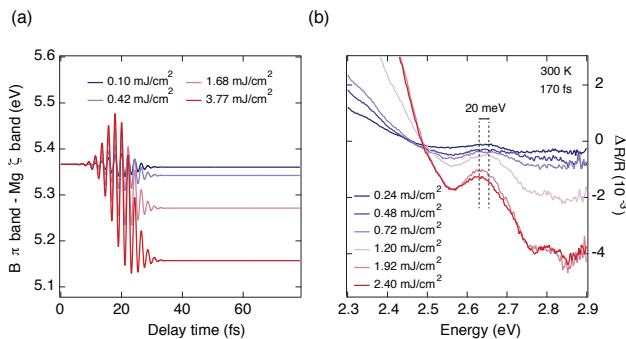 (a)
B π band - Mg ζ band (eV)
5.6
5.5
5.4
5.3
5.2
5.1
0.10 mJ/cm²
0.42 mJ/cm²
1.68 mJ/cm²
3.77 mJ/cm²
0
20
40
60
Delay time (fs)
(b)
300 K
170 fs
20 meV
0.24 mJ/cm²
0.48 mJ/cm²
0.72 mJ/cm²
1.20 mJ/cm²
1.92 mJ/cm²
2.40 mJ/cm²
2
0
-2
-4
Δ R/R (10⁻³)
2.3
2.4
2.5
2.6
2.7
2.8
2.9
Energy (eV)